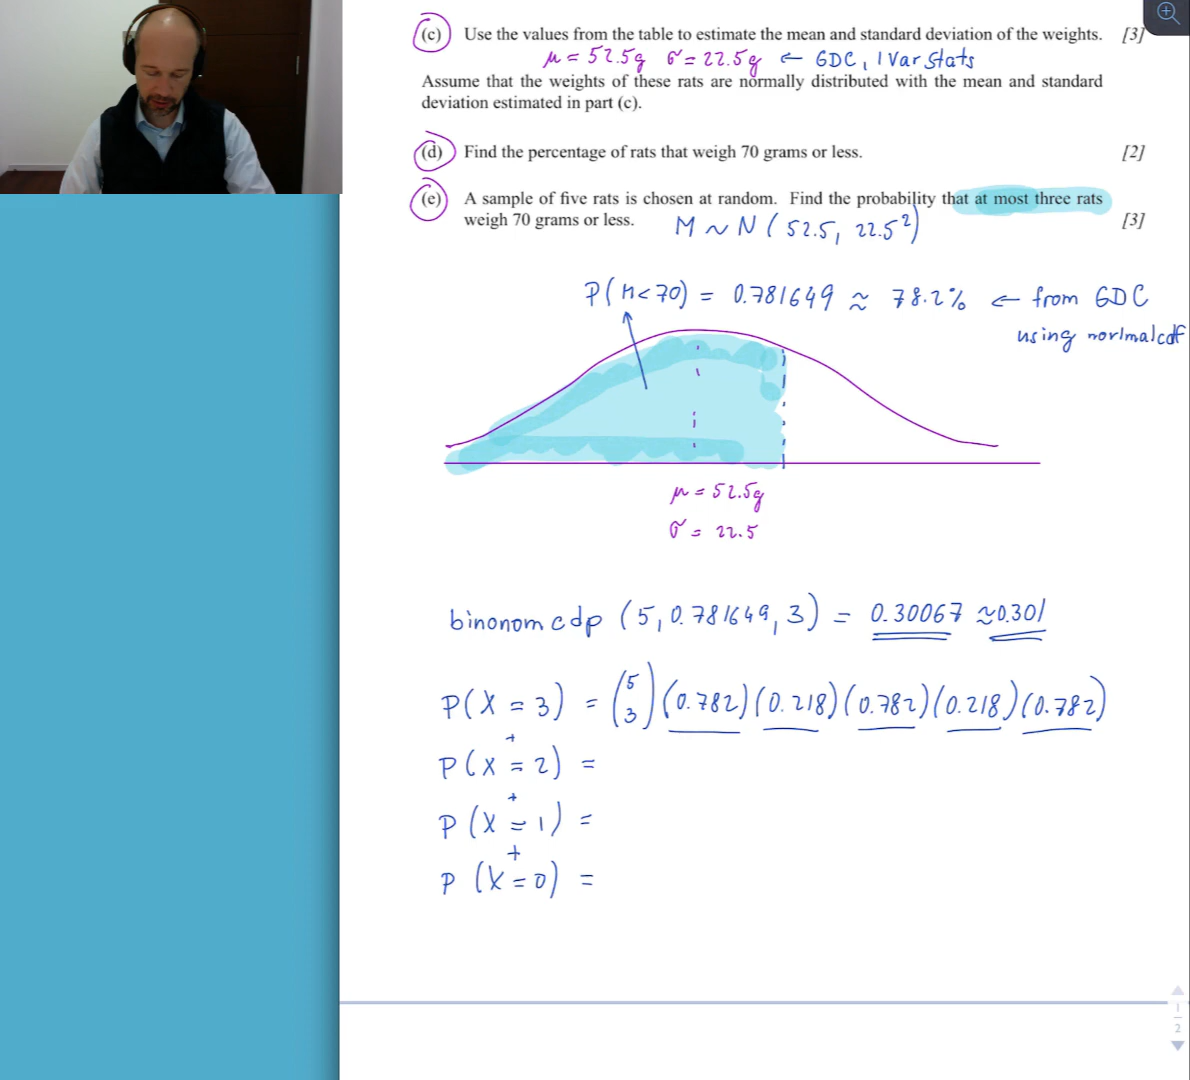 (c) Use the values from the table to estimate the mean and standard deviation of the weights. [3]
μ = 52.5g σ = 22.5g ← GDC, 1 Var Stats
Assume that the weights of these rats are normally distributed with the mean and standard
deviation estimated in part (c).
(d) Find the percentage of rats that weigh 70 grams or less. [2]
(e) A sample of five rats is chosen at random. Find the probability that at most three rats
weigh 70 grams or less. [3]
M ~ N ( 52.5, 22.5²)
P( M < 70) = 0.781649 ≈ 78.2% ← from GDC
using norlmalcdf
μ = 52.5g
σ = 22.5
binonomcdp (5, 0.781649, 3) = 0.30067 ≈ 0.301
P(X = 3) = (5 3) (0.782) (0.218) (0.782) (0.218) (0.782)
+
P(X = 2) =
+
P(X = 1) =
+
P(X = 0) =
1
2